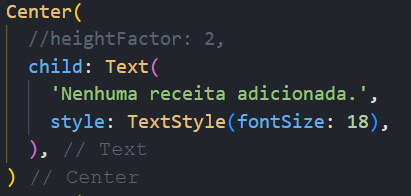 Center(
//heightFactor: 2,
child: Text(
'Nenhuma receita adicionada.',
style: TextStyle(fontSize: 18),
), // Text
) // Center